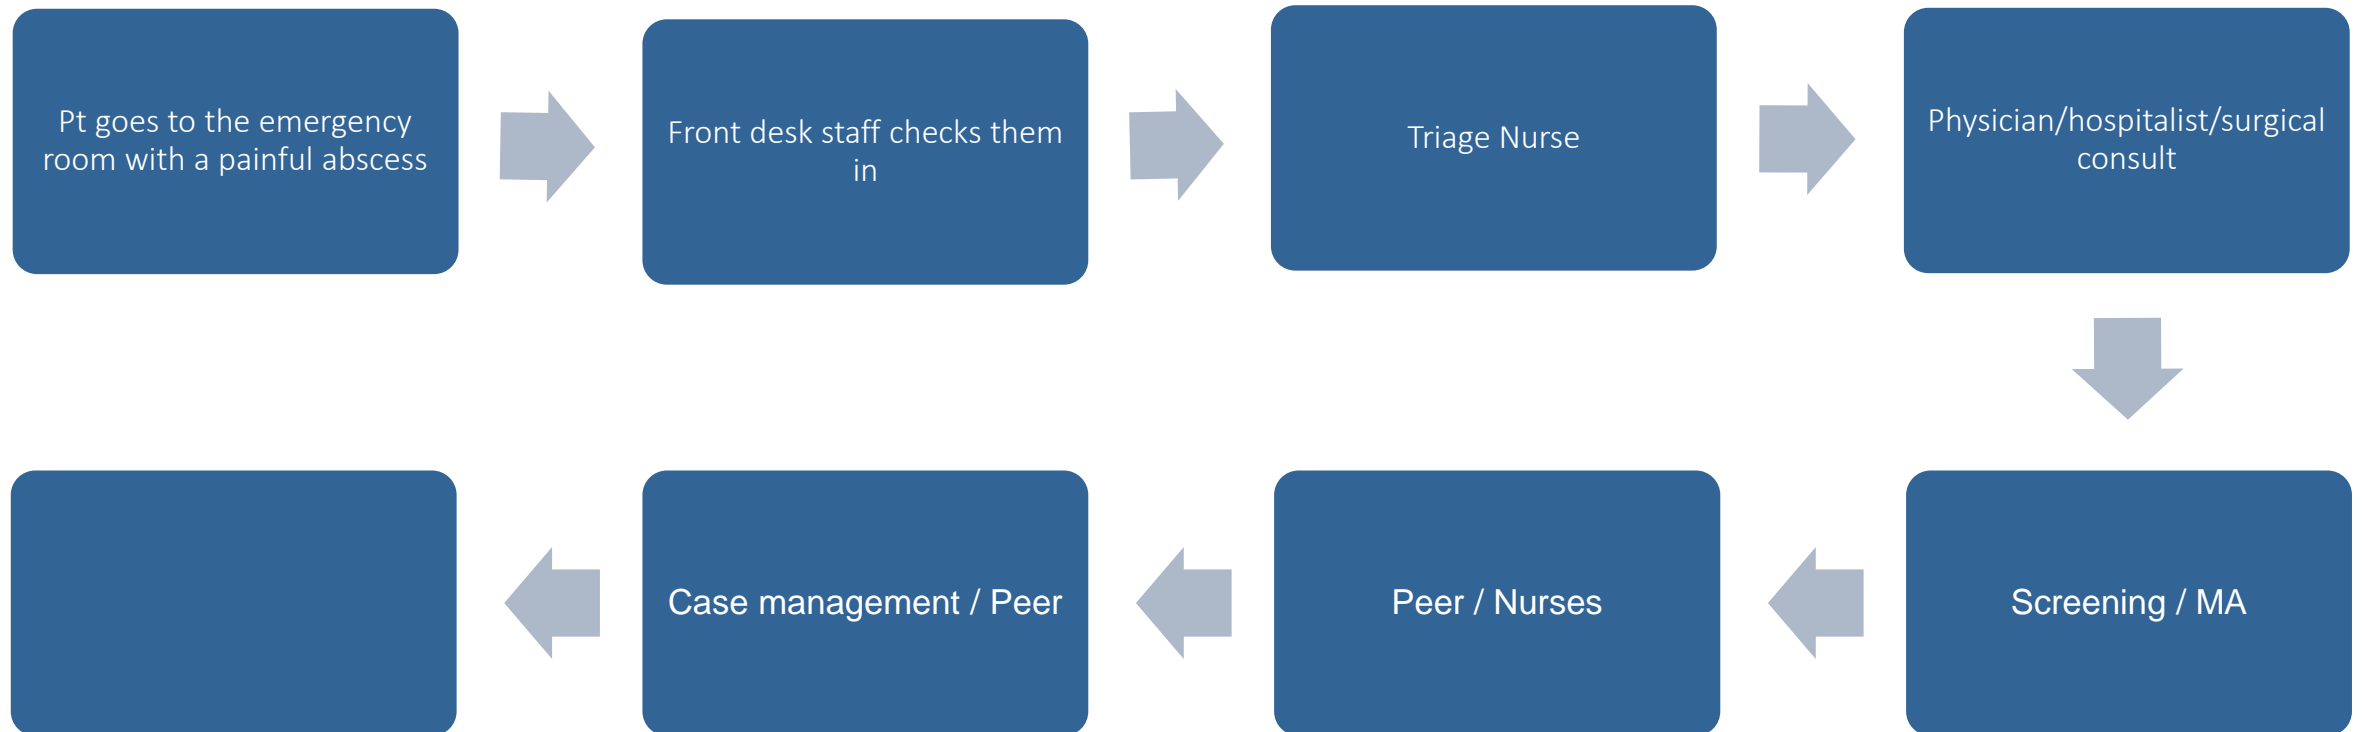 Pt goes to the emergency
room with a painful abscess
Front desk staff checks them
in
Triage Nurse
Physician/hospitalist/surgical
consult
Screening / MA
Peer / Nurses
Case management / Peer